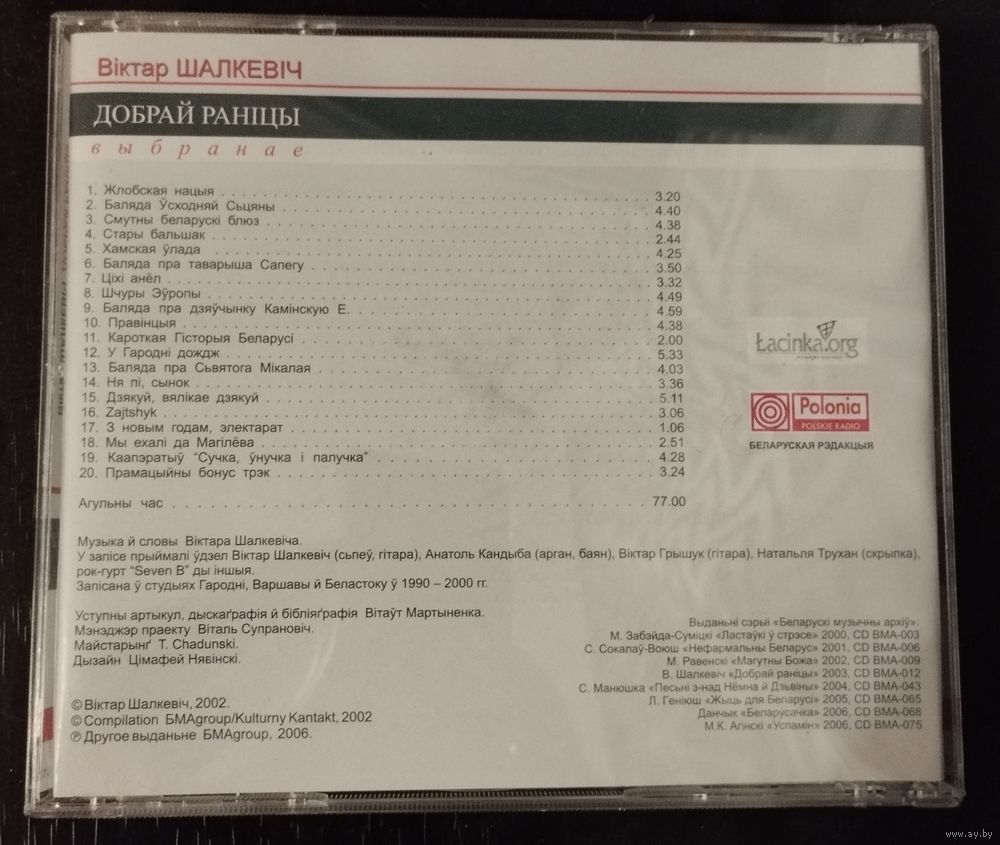 Віктар ШАЛКЕВІЧ
ДОБРАЙ РАНІЦЫ
выбранае
1. Жлобская нацыя . . . 3.20
2. Баляда Ўсходняй Сьцяны . . . 4.40
3. Смутны беларускі блюз . . . 4.38
4. Стары бальшак . . . 2.44
5. Хамская ўлада . . . 4.25
6. Баляда пра таварыша Сапегу . . . 3.50
7. Ціхі анёл . . . 3.32
8. Шчуры Эўропы . . . 4.49
9. Баляда пра дзяўчынку Камінскую Е. . . . 4.59
10. Правінцыя . . . 4.38
11. Кароткая Гісторыя Беларусі . . . 2.00
12. У Гародні дождж . . . 5.33
13. Баляда пра Сьвятога Мікалая . . . 4.03
14. Ня пі, сынок . . . 3.36
15. Дзякуй, вялікае дзякуй . . . 5.11
16. Zajtshyk . . . 3.06
17. З новым годам, электарат . . . 1.06
18. Мы ехалі да Магілёва . . . 2.51
19. Каапэратыў “Сучка, ўнучка і палучка” . . . 4.28
20. Прамацыйны бонус трэк . . . 3.24
Агульны час . . . 77.00
Łacinka.org
Polonia
POLSKIE RADIO
БЕЛАРУСКАЯ РЭДАКЦЫЯ
Музыка й словы Віктара Шалкевіча.
У запісе прыймалі ўдзел Віктар Шалкевіч (сьпеў, гітара), Анатоль Кандыба (арган, баян), Віктар Грышук (гітара), Натальля Трухан (скрыпка),
рок-гурт “Seven B” ды іншыя.
Запісана ў студыях Гародні, Варшавы й Беластоку ў 1990 – 2000 гг.
Уступны артыкул, дыскаґрафія й бібліяґрафія Вітаўт Мартыненка.
Мэнэджэр праекту Віталь Супрановіч.
Майстарынґ T. Chadunski.
Дызайн Цімафей Нявінскі.
© Віктар Шалкевіч, 2002.
© Compilation БМАgroup/Kulturny Kantakt, 2002
℗ Другое выданьне БМАgroup, 2006.
Выданьні сэрыі «Беларускі музычны архіў»:
М. Забэйда-Суміцкі «Ластаўкі ў стрэсе» 2000, CD BMA-003
С. Сокалаў-Воюш «Нефармальны Беларус» 2001, CD BMA-006
М. Равенскі «Магутны Божа» 2002, CD BMA-009
В. Шалкевіч «Добрай раніцы» 2003, CD BMA-012
С. Манюшка «Песьні з-над Нёмна й Дзьвіны» 2004, CD BMA-043
Л. Геніюш «Жыць для Беларусі» 2005, CD BMA-065
Данчык «Беларусачка» 2006, CD BMA-068
М.К. Агінскі «Успамін» 2006, CD BMA-075
www.ay.by